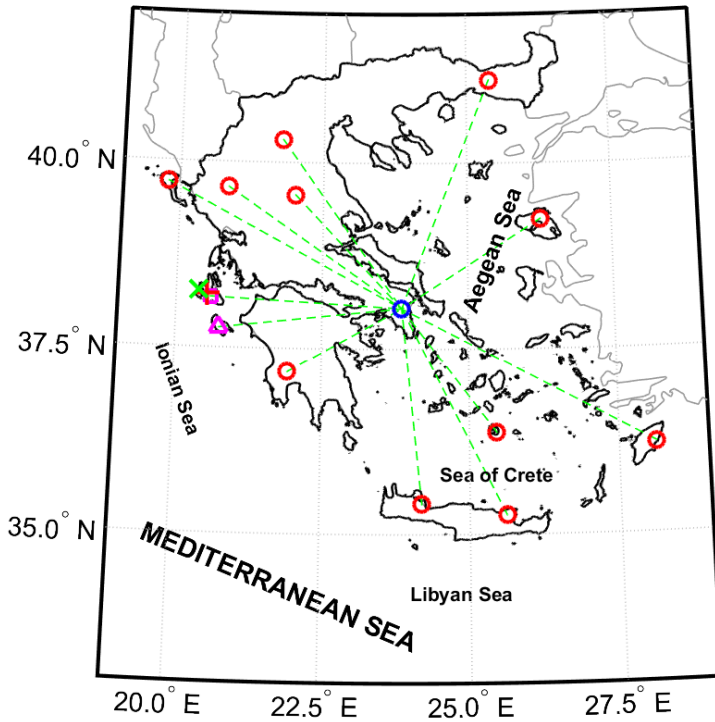 40.0° N
Aegean Sea
37.5° N
Ionian Sea
Sea of Crete
35.0° N
MEDITERRANEAN SEA
Libyan Sea
20.0° E
22.5° E
25.0° E
27.5° E